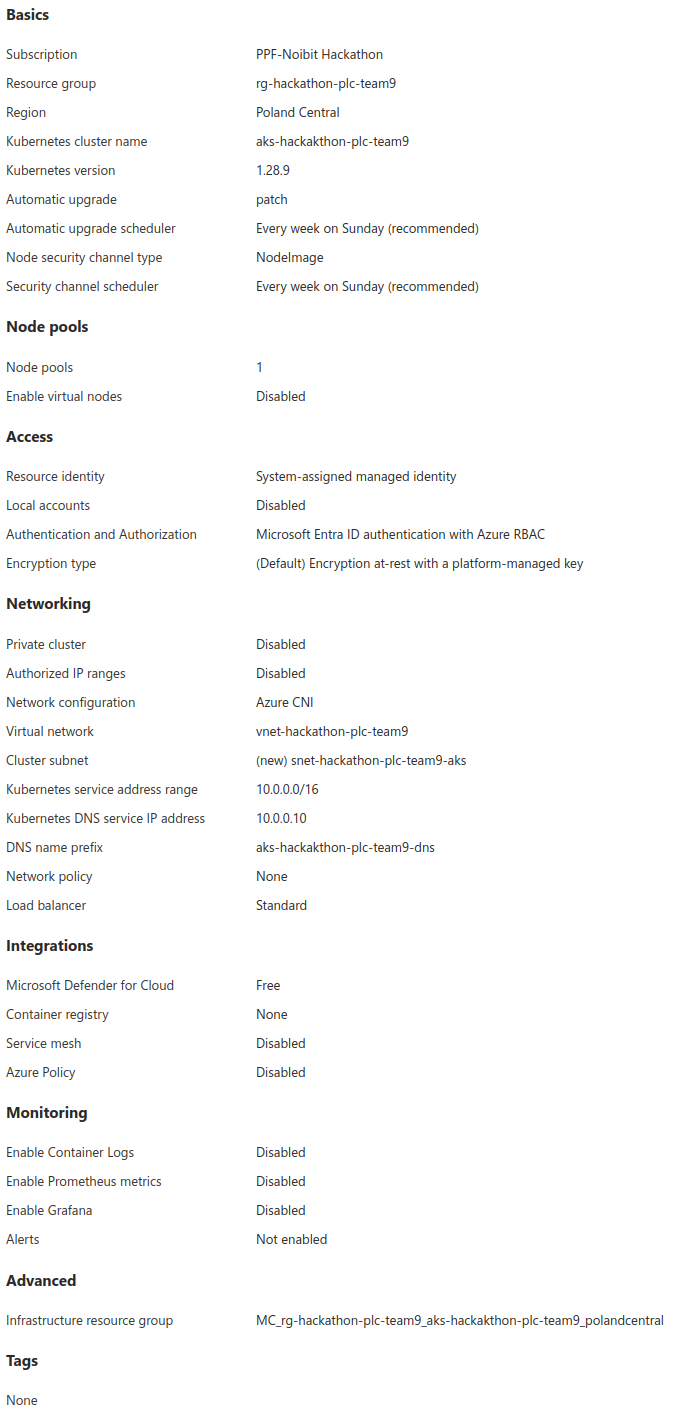 Basics
Subscription PPF-Noibit Hackathon
Resource group rg-hackathon-plc-team9
Region Poland Central
Kubernetes cluster name aks-hackakthon-plc-team9
Kubernetes version 1.28.9
Automatic upgrade patch
Automatic upgrade scheduler Every week on Sunday (recommended)
Node security channel type NodeImage
Security channel scheduler Every week on Sunday (recommended)
Node pools
Node pools 1
Enable virtual nodes Disabled
Access
Resource identity System-assigned managed identity
Local accounts Disabled
Authentication and Authorization Microsoft Entra ID authentication with Azure RBAC
Encryption type (Default) Encryption at-rest with a platform-managed key
Networking
Private cluster Disabled
Authorized IP ranges Disabled
Network configuration Azure CNI
Virtual network vnet-hackathon-plc-team9
Cluster subnet (new) snet-hackathon-plc-team9-aks
Kubernetes service address range 10.0.0.0/16
Kubernetes DNS service IP address 10.0.0.10
DNS name prefix aks-hackakthon-plc-team9-dns
Network policy None
Load balancer Standard
Integrations
Microsoft Defender for Cloud Free
Container registry None
Service mesh Disabled
Azure Policy Disabled
Monitoring
Enable Container Logs Disabled
Enable Prometheus metrics Disabled
Enable Grafana Disabled
Alerts Not enabled
Advanced
Infrastructure resource group MC_rg-hackathon-plc-team9_aks-hackakthon-plc-team9_polandcentral
Tags
None